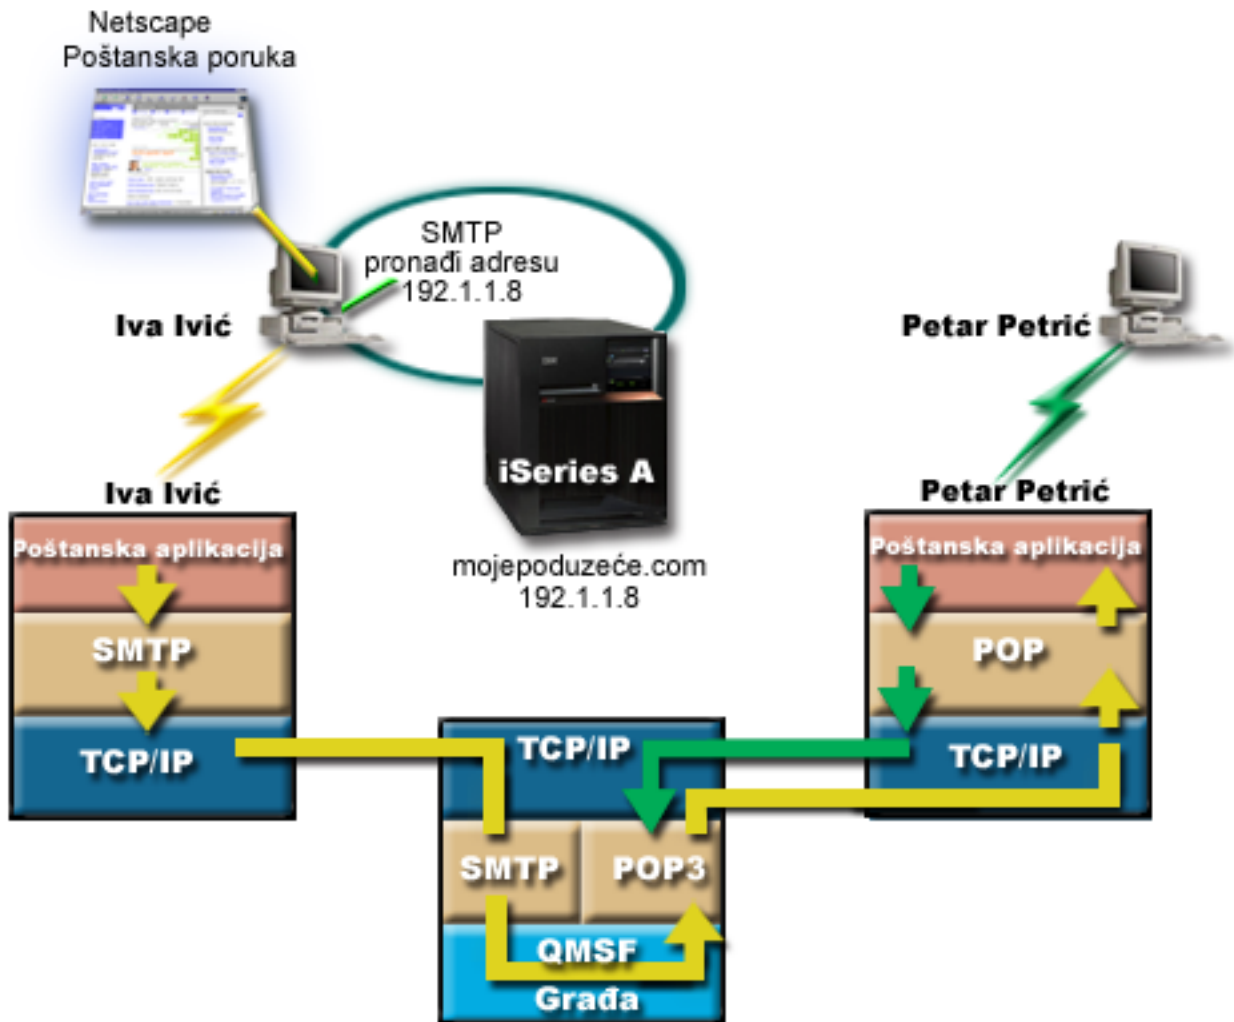 Netscape
Poštanska poruka
SMTP
pronađi adresu
192.1.1.8
Iva Ivić
Petar Petrić
iSeries A
Iva Ivić
Petar Petrić
mojepoduzeće.com
192.1.1.8
Poštanska aplikacija
SMTP
TCP/IP
Poštanska aplikacija
POP
TCP/IP
TCP/IP
SMTP
POP3
QMSF
Građa